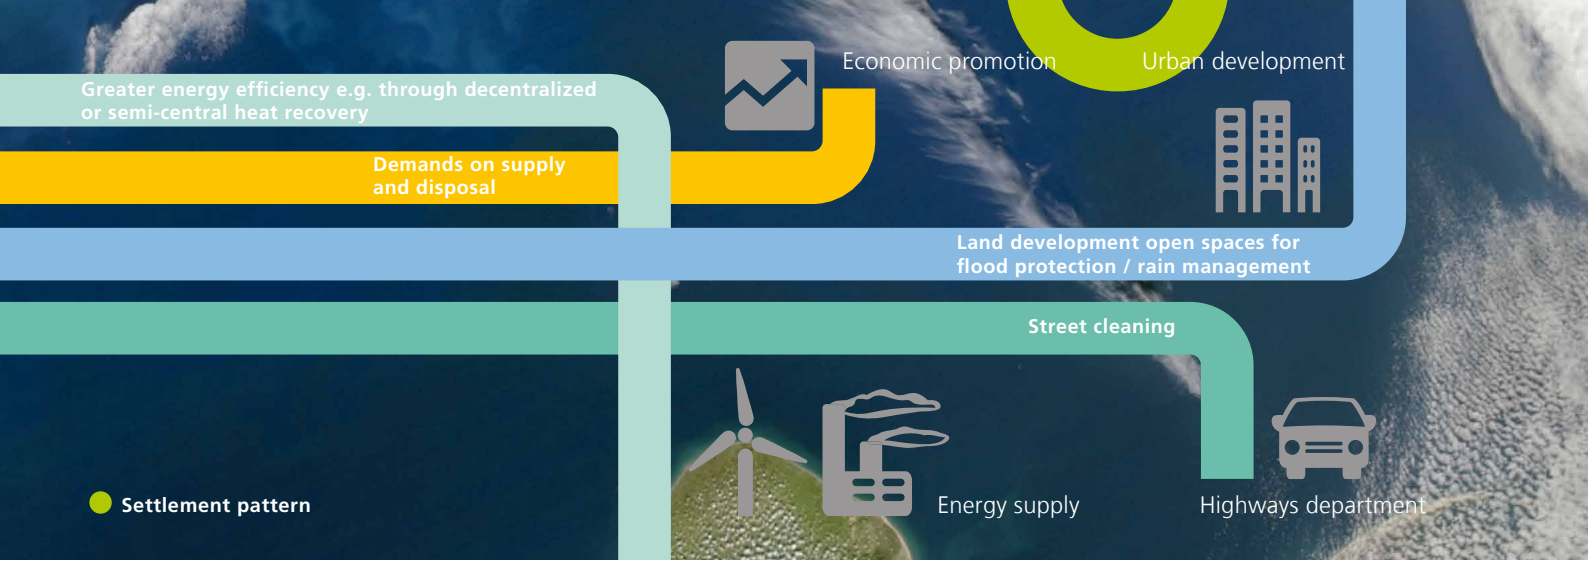 Economic promotion
Urban development
Greater energy efficiency e.g. through decentralized
or semi-central heat recovery
Demands on supply
and disposal
Land development open spaces for
flood protection / rain management
Street cleaning
Settlement pattern
Energy supply
Highways department